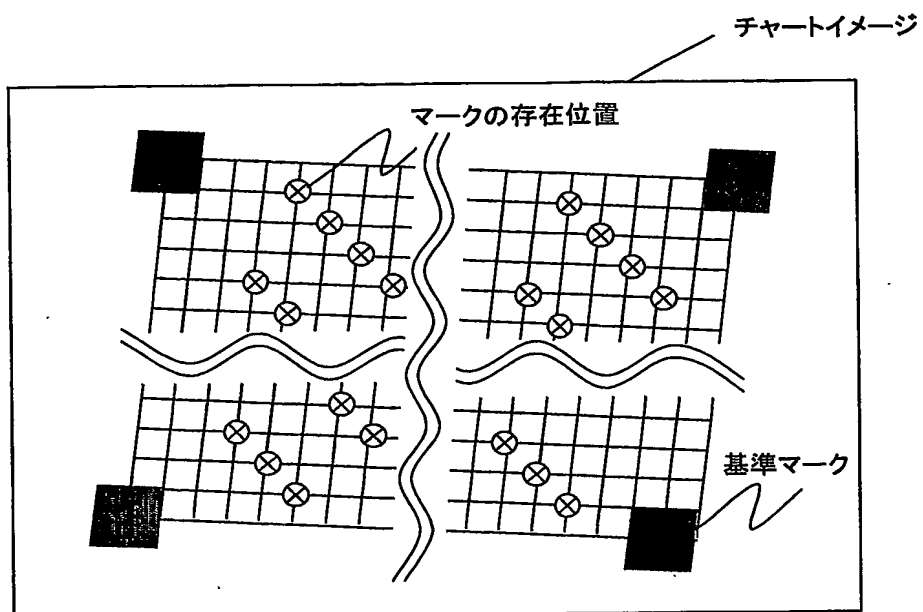 チャートイメージ
マークの存在位置
基準マーク